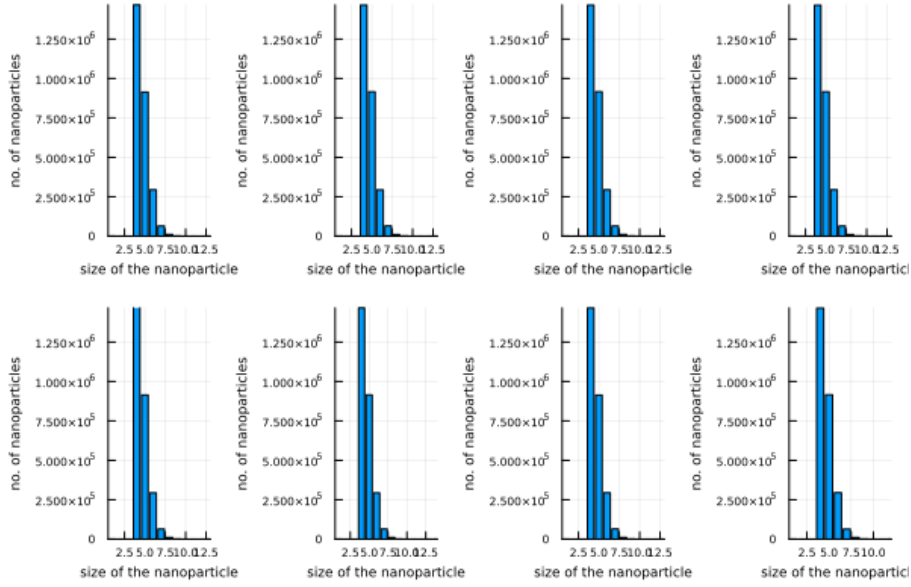 no. of nanoparticles
1.250×10⁶
1.000×10⁶
7.500×10⁵
5.000×10⁵
2.500×10⁵
0
2.5 5.0 7.5 10.0 12.5
size of the nanoparticle
no. of nanoparticles
1.250×10⁶
1.000×10⁶
7.500×10⁵
5.000×10⁵
2.500×10⁵
0
2.5 5.0 7.5 10.0 12.5
size of the nanoparticle
no. of nanoparticles
1.250×10⁶
1.000×10⁶
7.500×10⁵
5.000×10⁵
2.500×10⁵
0
2.5 5.0 7.5 10.0 12.5
size of the nanoparticle
no. of nanoparticles
1.250×10⁶
1.000×10⁶
7.500×10⁵
5.000×10⁵
2.500×10⁵
0
2.5 5.0 7.5 10.0 12.5
size of the nanopartic
no. of nanoparticles
1.250×10⁶
1.000×10⁶
7.500×10⁵
5.000×10⁵
2.500×10⁵
0
2.5 5.0 7.5 10.0 12.5
size of the nanoparticle
no. of nanoparticles
1.250×10⁶
1.000×10⁶
7.500×10⁵
5.000×10⁵
2.500×10⁵
0
2.5 5.0 7.5 10.0 12.5
size of the nanoparticle
no. of nanoparticles
1.250×10⁶
1.000×10⁶
7.500×10⁵
5.000×10⁵
2.500×10⁵
0
2.5 5.0 7.5 10.0 12.5
size of the nanoparticle
no. of nanoparticles
1.250×10⁶
1.000×10⁶
7.500×10⁵
5.000×10⁵
2.500×10⁵
0
2.5 5.0 7.5 10.0
size of the nanopartic